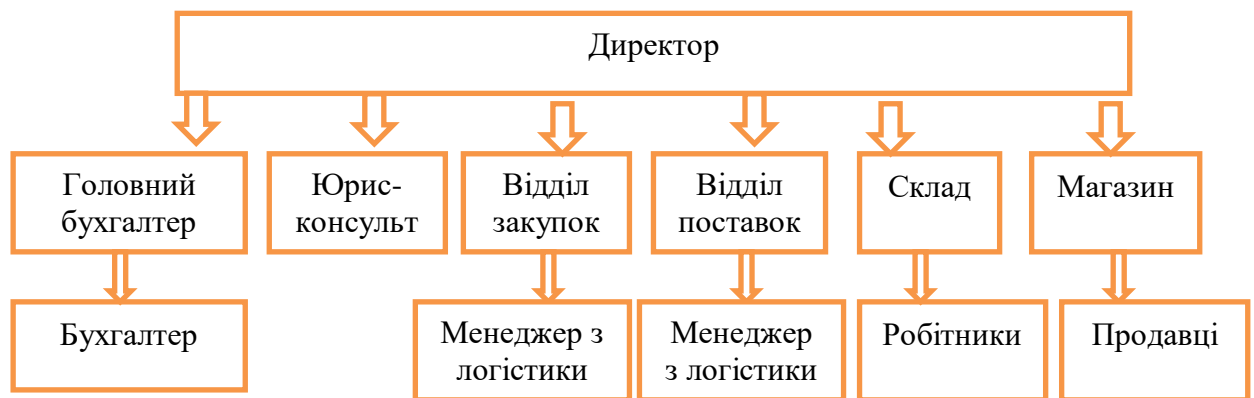 Директор
Головний
бухгалтер
Юрис-
консульт
Відділ
закупок
Відділ
поставок
Склад
Магазин
Бухгалтер
Менеджер з
логістики
Менеджер
з логістики
Робітники
Продавці